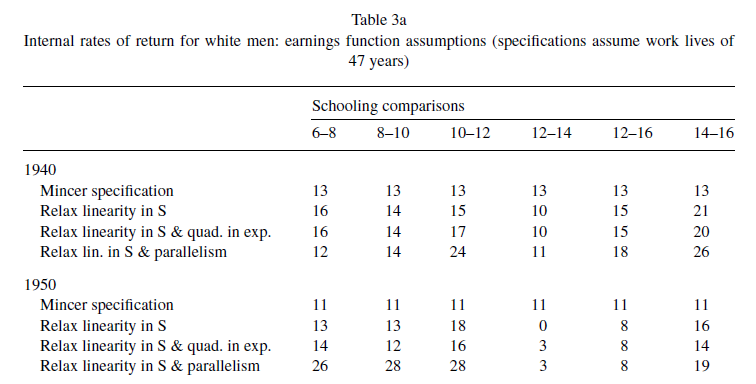 Table 3a
Internal rates of return for white men: earnings function assumptions (specifications assume work lives of
47 years)
Schooling comparisons
6–8 8–10 10–12 12–14 12–16 14–16
1940
Mincer specification 13 13 13 13 13 13
Relax linearity in S 16 14 15 10 15 21
Relax linearity in S & quad. in exp. 16 14 17 10 15 20
Relax lin. in S & parallelism 12 14 24 11 18 26
1950
Mincer specification 11 11 11 11 11 11
Relax linearity in S 13 13 18 0 8 16
Relax linearity in S & quad. in exp. 14 12 16 3 8 14
Relax linearity in S & parallelism 26 28 28 3 8 19